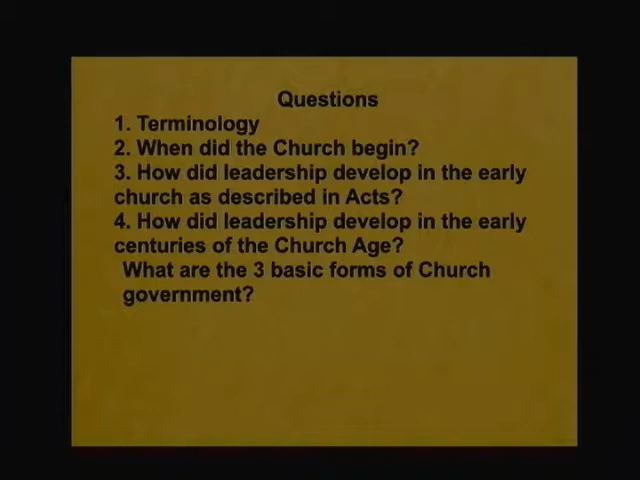 Questions
1. Terminology
2. When did the Church begin?
3. How did leadership develop in the early
church as described in Acts?
4. How did leadership develop in the early
centuries of the Church Age?
What are the 3 basic forms of Church
government?